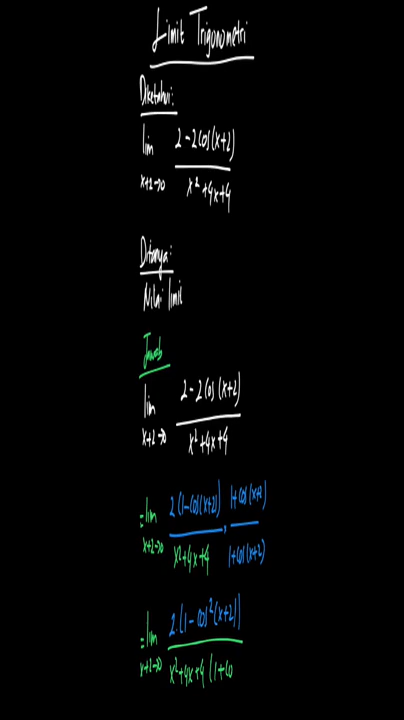 Limit Trigonometri
Diketahui:
lim 2-2cos(x+2)
x+2→0 x²+4x+4
Ditanya:
Nilai limit
Jawab
lim 2-2cos(x+2)
x+2→0 x²+4x+4
=lim 2(1-cos(x+2)) . 1+cos(x+2)
x+2→0 x²+4x+4 1+cos(x+2)
=lim 2.(1-cos²(x+2))
x+2→0 x²+4x+4 (1+co